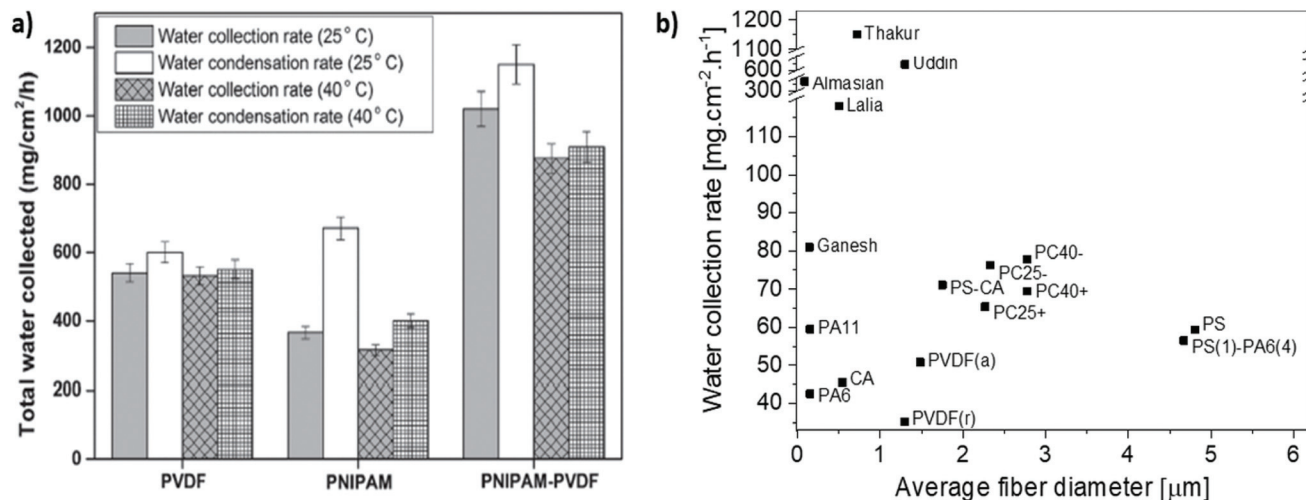 a)
Total water collected (mg/cm²/h)
1200
1000
800
600
400
200
0
Water collection rate (25° C)
Water condensation rate (25° C)
Water collection rate (40° C)
Water condensation rate (40° C)
PVDF
PNIPAM
PNIPAM-PVDF
b)
Water collection rate [mg.cm⁻².h⁻¹]
1200
1100
600
300
110
100
90
80
70
60
50
40
Thakur
Uddin
Almasian
Lalia
Ganesh
PC40-
PC25-
PS-CA
PC40+
PC25+
PA11
PS
PS(1)-PA6(4)
PVDF(a)
CA
PA6
PVDF(r)
0 1 2 3 4 5 6
Average fiber diameter [μm]